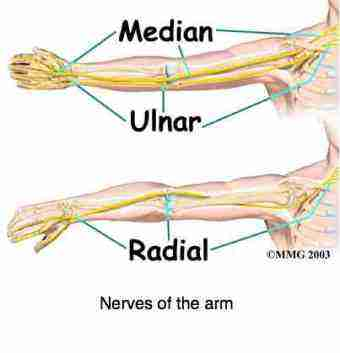 Median
Ulnar
Radial
©MMG 2003
Nerves of the arm